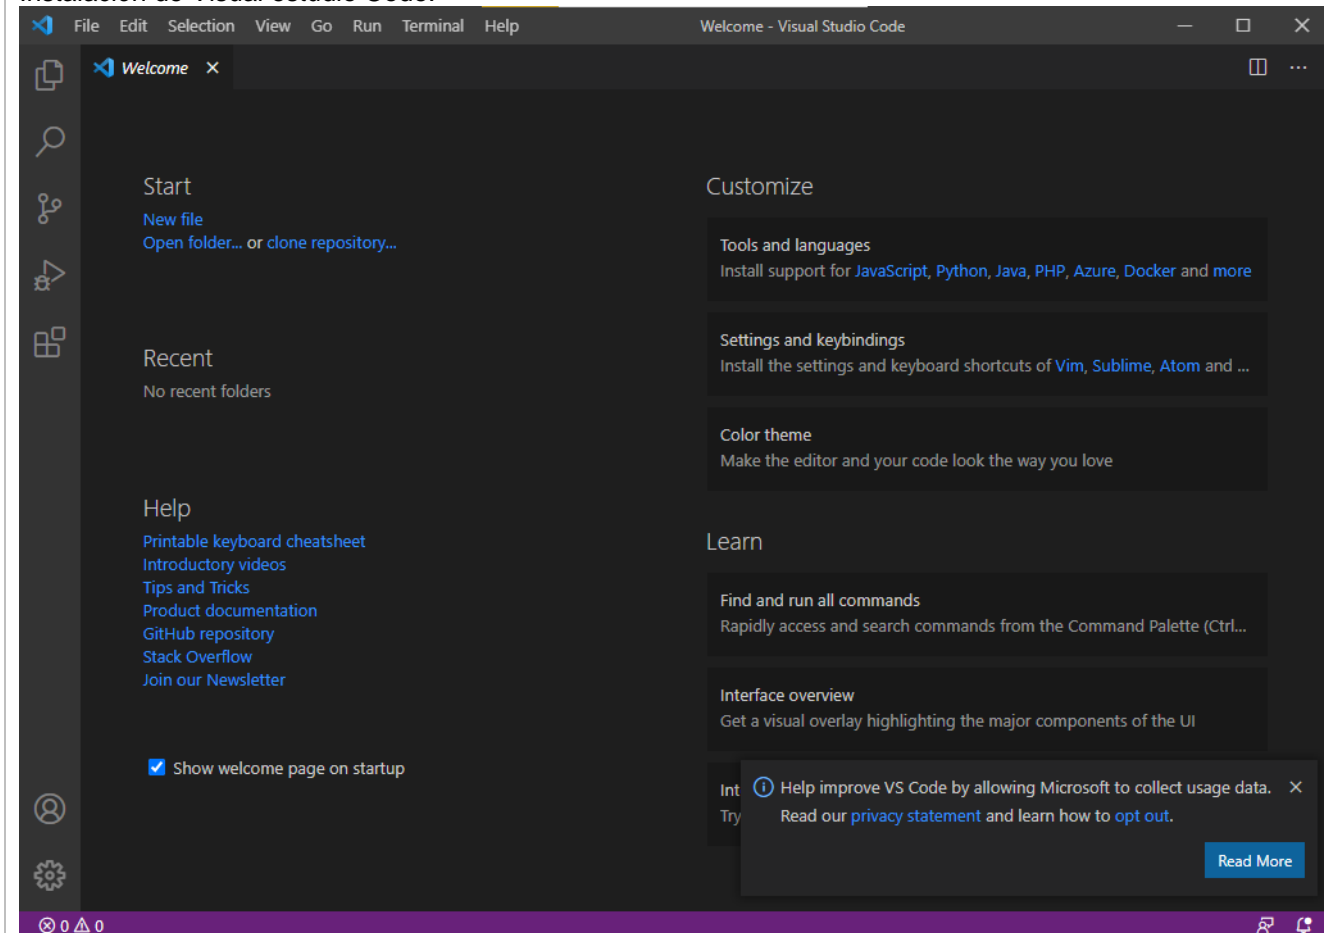 Instalación de Visual estudio Code.
File Edit Selection View Go Run Terminal Help
Welcome - Visual Studio Code
Welcome
Start
New file
Open folder... or clone repository...
Recent
No recent folders
Help
Printable keyboard cheatsheet
Introductory videos
Tips and Tricks
Product documentation
GitHub repository
Stack Overflow
Join our Newsletter
Show welcome page on startup
Customize
Tools and languages
Install support for JavaScript, Python, Java, PHP, Azure, Docker and more
Settings and keybindings
Install the settings and keyboard shortcuts of Vim, Sublime, Atom and ...
Color theme
Make the editor and your code look the way you love
Learn
Find and run all commands
Rapidly access and search commands from the Command Palette (Ctrl...
Interface overview
Get a visual overlay highlighting the major components of the UI
Int
Try
Help improve VS Code by allowing Microsoft to collect usage data.
Read our privacy statement and learn how to opt out.
Read More
0 0